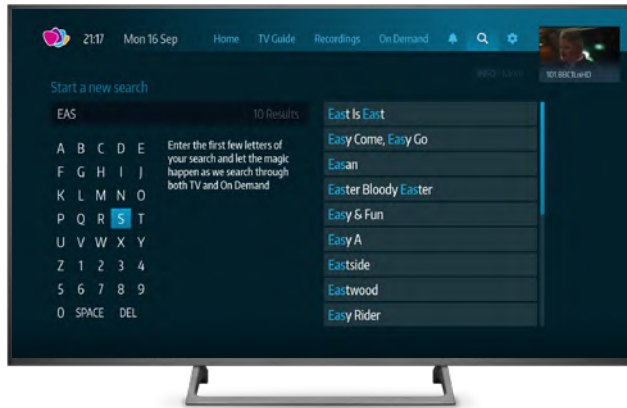 21:17 Mon 16 Sep Home TV Guide Recordings On Demand
101 BBC1LnHD
Start a new search
EAS 10 Results
Enter the first few letters of
your search and let the magic
happen as we search through
both TV and On Demand
A B C D E
F G H I J
K L M N O
P Q R S T
U V W X Y
Z 1 2 3 4
5 6 7 8 9
0 SPACE DEL
East Is East
Easy Come, Easy Go
Easan
Easter Bloody Easter
Easy & Fun
Easy A
Eastside
Eastwood
Easy Rider